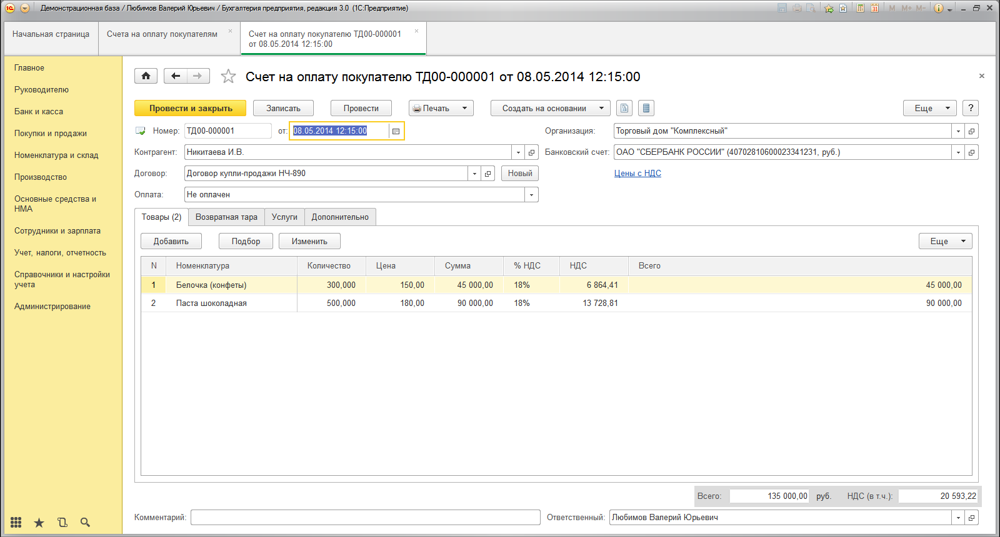 Демонстрационная база / Любимов Валерий Юрьевич / Бухгалтерия предприятия, редакция 3.0 (1С:Предприятие)
M M+ M-
Начальная страница
Счета на оплату покупателям
Счет на оплату покупателю ТД00-000001
от 08.05.2014 12:15:00
Главное
Руководителю
Банк и касса
Покупки и продажи
Номенклатура и склад
Производство
Основные средства и
НМА
Сотрудники и зарплата
Учет, налоги, отчетность
Справочники и настройки
учета
Администрирование
Счет на оплату покупателю ТД00-000001 от 08.05.2014 12:15:00
Провести и закрыть Записать Провести Печать Создать на основании Еще ?
Номер: ТД00-000001 от: 08.05.2014 12:15:00 Организация: Торговый дом "Комплексный"
Контрагент: Никитаева И.В. Банковский счет: ОАО "СБЕРБАНК РОССИИ" (40702810600023341231, руб.)
Договор: Договор купли-продажи НЧ-890 Новый Цены с НДС
Оплата: Не оплачен
Товары (2) Возвратная тара Услуги Дополнительно
Добавить Подбор Изменить Еще
N Номенклатура Количество Цена Сумма % НДС НДС Всего
1 Белочка (конфеты) 300,000 150,00 45 000,00 18% 6 864,41 45 000,00
2 Паста шоколадная 500,000 180,00 90 000,00 18% 13 728,81 90 000,00
Всего: 135 000,00 руб. НДС (в т.ч.): 20 593,22
Комментарий: Ответственный: Любимов Валерий Юрьевич